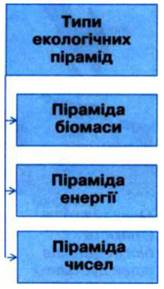 Типи
екологічних
пірамід
Піраміда
біомаси
Піраміда
енергії
Піраміда
чисел